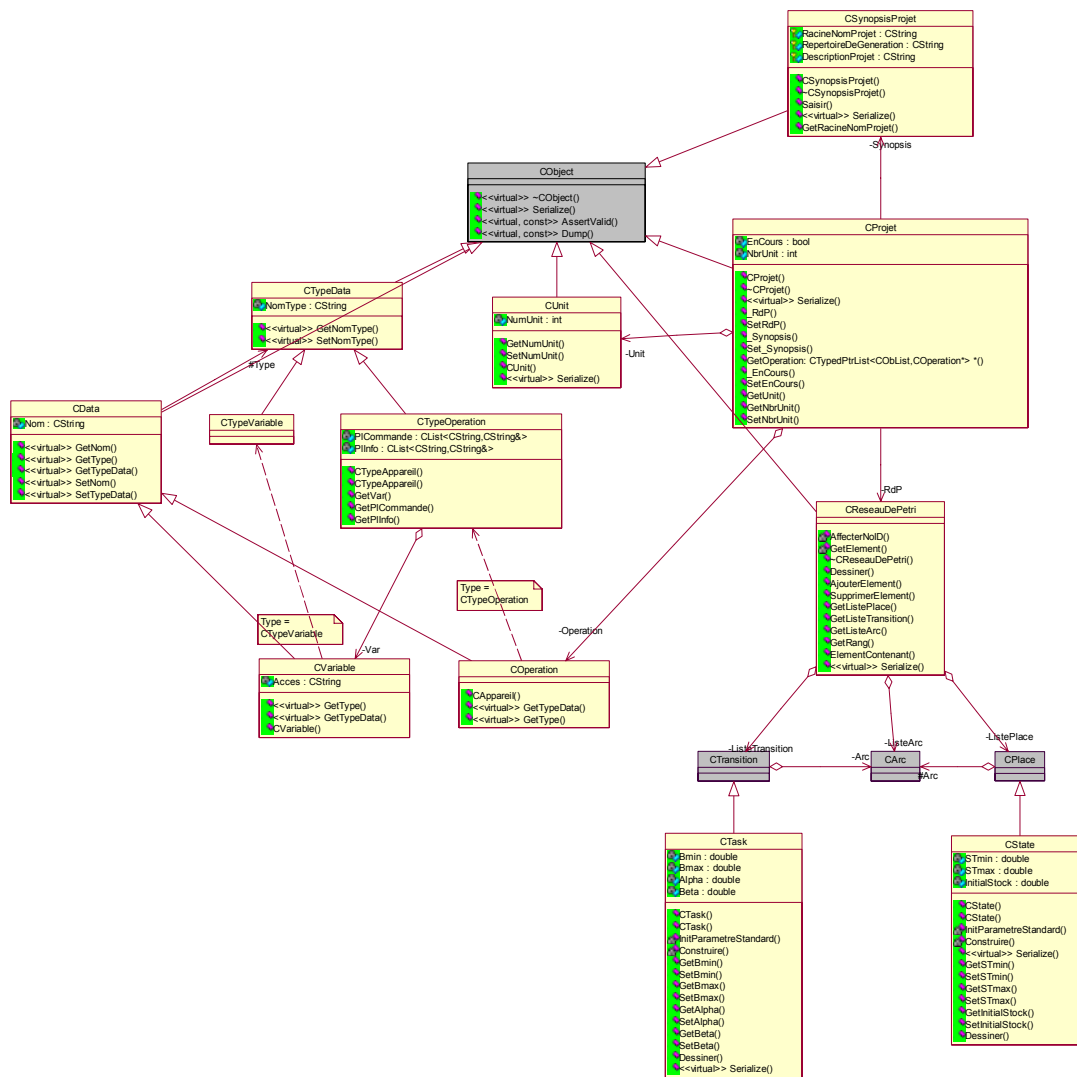 CSynopsisProjet
RacineNomProjet : CString
RepertoireDeGeneration : CString
DescriptionProjet : CString
CSynopsisProjet()
~CSynopsisProjet()
Saisir()
<<virtual>> Serialize()
GetRacineNomProjet()
-Synopsis
CObject
<<virtual>> ~CObject()
<<virtual>> Serialize()
<<virtual, const>> AssertValid()
<<virtual, const>> Dump()
CProjet
EnCours : bool
NbrUnit : int
CProjet()
~CProjet()
<<virtual>> Serialize()
_RdP()
SetRdP()
_Synopsis()
Set_Synopsis()
GetOperation: CTypedPtrList<CObList,COperation*> *()
_EnCours()
SetEnCours()
GetUnit()
GetNbrUnit()
SetNbrUnit()
CTypeData
NomType : CString
<<virtual>> GetNomType()
<<virtual>> SetNomType()
#Type
CUnit
NumUnit : int
GetNumUnit()
SetNumUnit()
CUnit()
<<virtual>> Serialize()
-Unit
CData
Nom : CString
<<virtual>> GetNom()
<<virtual>> GetType()
<<virtual>> GetTypeData()
<<virtual>> SetNom()
<<virtual>> SetTypeData()
CTypeVariable
CTypeOperation
PlCommande : CList<CString,CString&>
PlInfo : CList<CString,CString&>
CTypeAppareil()
CTypeAppareil()
GetVar()
GetPlCommande()
GetPlInfo()
-RdP
CReseauDePetri
AffecterNoID()
GetElement()
~CReseauDePetri()
Dessiner()
AjouterElement()
SupprimerElement()
GetListePlace()
GetListeTransition()
GetListeArc()
GetRang()
ElementContenant()
<<virtual>> Serialize()
Type =
CTypeOperation
Type =
CTypeVariable
-Var
-Operation
CVariable
Acces : CString
<<virtual>> GetType()
<<virtual>> GetTypeData()
CVariable()
COperation
CAppareil()
<<virtual>> GetTypeData()
<<virtual>> GetType()
-ListeTransition
-ListeArc
-ListePlace
CTransition
-Arc
CArc
#Arc
CPlace
CTask
Bmin : double
Bmax : double
Alpha : double
Beta : double
CTask()
CTask()
InitParametreStandard()
Construire()
GetBmin()
SetBmin()
GetBmax()
SetBmax()
GetAlpha()
SetAlpha()
GetBeta()
SetBeta()
Dessiner()
<<virtual>> Serialize()
CState
STmin : double
STmax : double
InitialStock : double
CState()
CState()
InitParametreStandard()
Construire()
<<virtual>> Serialize()
GetSTmin()
SetSTmin()
GetSTmax()
SetSTmax()
GetInitialStock()
SetInitialStock()
Dessiner()